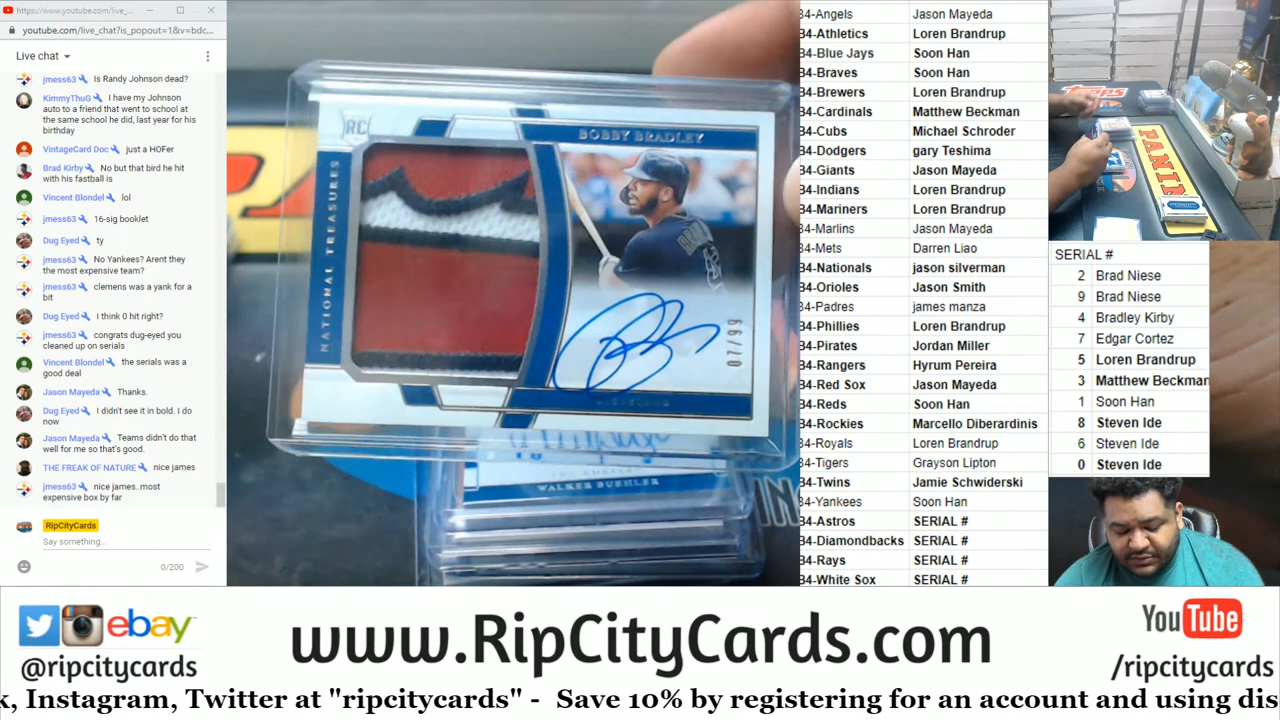 https://www.youtube.com/live_...
youtube.com/live_chat?is_popout=1&v=bdc...
Live chat
jmess63 Is Randy Johnson dead?
KimmyThuG I have my Johnson
auto to a friend that went to school at
the same school he did, last year for his
birthday
VintageCard Doc just a HOFer
Brad Kirby No but that bird he hit
with his fastball is
Vincent Blondel lol
jmess63 16-sig booklet
Dug Eyed ty
jmess63 No Yankees? Arent they
the most expensive team?
jmess63 clemens was a yank for a
bit
Dug Eyed I think 0 hit right?
jmess63 congrats dug-eyed you
cleaned up on serials
Vincent Blondel the serials was a
good deal
Jason Mayeda Thanks.
Dug Eyed I didn't see it in bold. I do
now
Jason Mayeda Teams didn't do that
well for me so that's good.
THE FREAK OF NATURE nice james
jmess63 nice james..most
expensive box by far
RipCityCards
Say something...
0/200
RC
NATIONAL TREASURES
BOBBY BRADLEY
07/99
CLEVELAND
WALKER BUEHLER
34-Angels Jason Mayeda
34-Athletics Loren Brandrup
34-Blue Jays Soon Han
34-Braves Soon Han
34-Brewers Loren Brandrup
34-Cardinals Matthew Beckman
34-Cubs Michael Schroder
34-Dodgers gary Teshima
34-Giants Jason Mayeda
34-Indians Loren Brandrup
34-Mariners Loren Brandrup
34-Marlins Jason Mayeda
34-Mets Darren Liao
34-Nationals jason silverman
34-Orioles Jason Smith
34-Padres james manza
34-Phillies Loren Brandrup
34-Pirates Jordan Miller
34-Rangers Hyrum Pereira
34-Red Sox Jason Mayeda
34-Reds Soon Han
34-Rockies Marcello Diberardinis
34-Royals Loren Brandrup
34-Tigers Grayson Lipton
34-Twins Jamie Schwiderski
34-Yankees Soon Han
34-Astros SERIAL #
34-Diamondbacks SERIAL #
34-Rays SERIAL #
34-White Sox SERIAL #
Topps
PANINI
SERIAL #
2 Brad Niese
9 Brad Niese
4 Bradley Kirby
7 Edgar Cortez
5 Loren Brandrup
3 Matthew Beckman
1 Soon Han
8 Steven Ide
6 Steven Ide
0 Steven Ide
ebay
@ripcitycards
www.RipCityCards.com
YouTube
/ripcitycards
k, Instagram, Twitter at "ripcitycards" - Save 10% by registering for an account and using dis